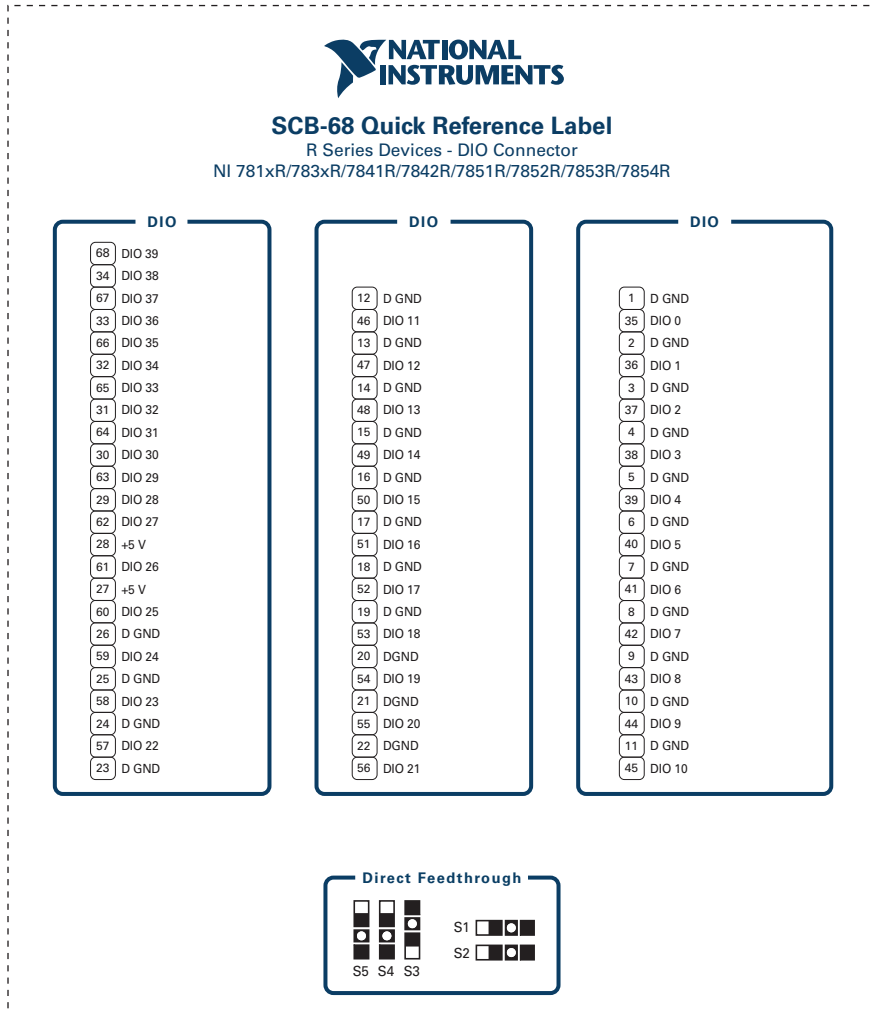 NATIONAL
INSTRUMENTS
SCB-68 Quick Reference Label
R Series Devices - DIO Connector
NI 781xR/783xR/7841R/7842R/7851R/7852R/7853R/7854R
DIO
68 DIO 39
34 DIO 38
67 DIO 37
33 DIO 36
66 DIO 35
32 DIO 34
65 DIO 33
31 DIO 32
64 DIO 31
30 DIO 30
63 DIO 29
29 DIO 28
62 DIO 27
28 +5 V
61 DIO 26
27 +5 V
60 DIO 25
26 D GND
59 DIO 24
25 D GND
58 DIO 23
24 D GND
57 DIO 22
23 D GND
DIO
12 D GND
46 DIO 11
13 D GND
47 DIO 12
14 D GND
48 DIO 13
15 D GND
49 DIO 14
16 D GND
50 DIO 15
17 D GND
51 DIO 16
18 D GND
52 DIO 17
19 D GND
53 DIO 18
20 DGND
54 DIO 19
21 DGND
55 DIO 20
22 DGND
56 DIO 21
DIO
1 D GND
35 DIO 0
2 D GND
36 DIO 1
3 D GND
37 DIO 2
4 D GND
38 DIO 3
5 D GND
39 DIO 4
6 D GND
40 DIO 5
7 D GND
41 DIO 6
8 D GND
42 DIO 7
9 D GND
43 DIO 8
10 D GND
44 DIO 9
11 D GND
45 DIO 10
Direct Feedthrough
S5 S4 S3
S1
S2